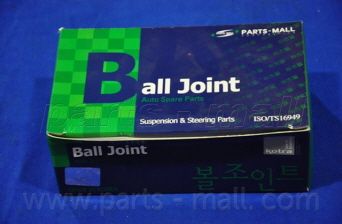 PARTS-MALL
Ball Joint
Auto Spare Parts
Suspension & Steering Parts
ISO/TS16949
Ball Joint
볼조인트
www.parts-mall.com